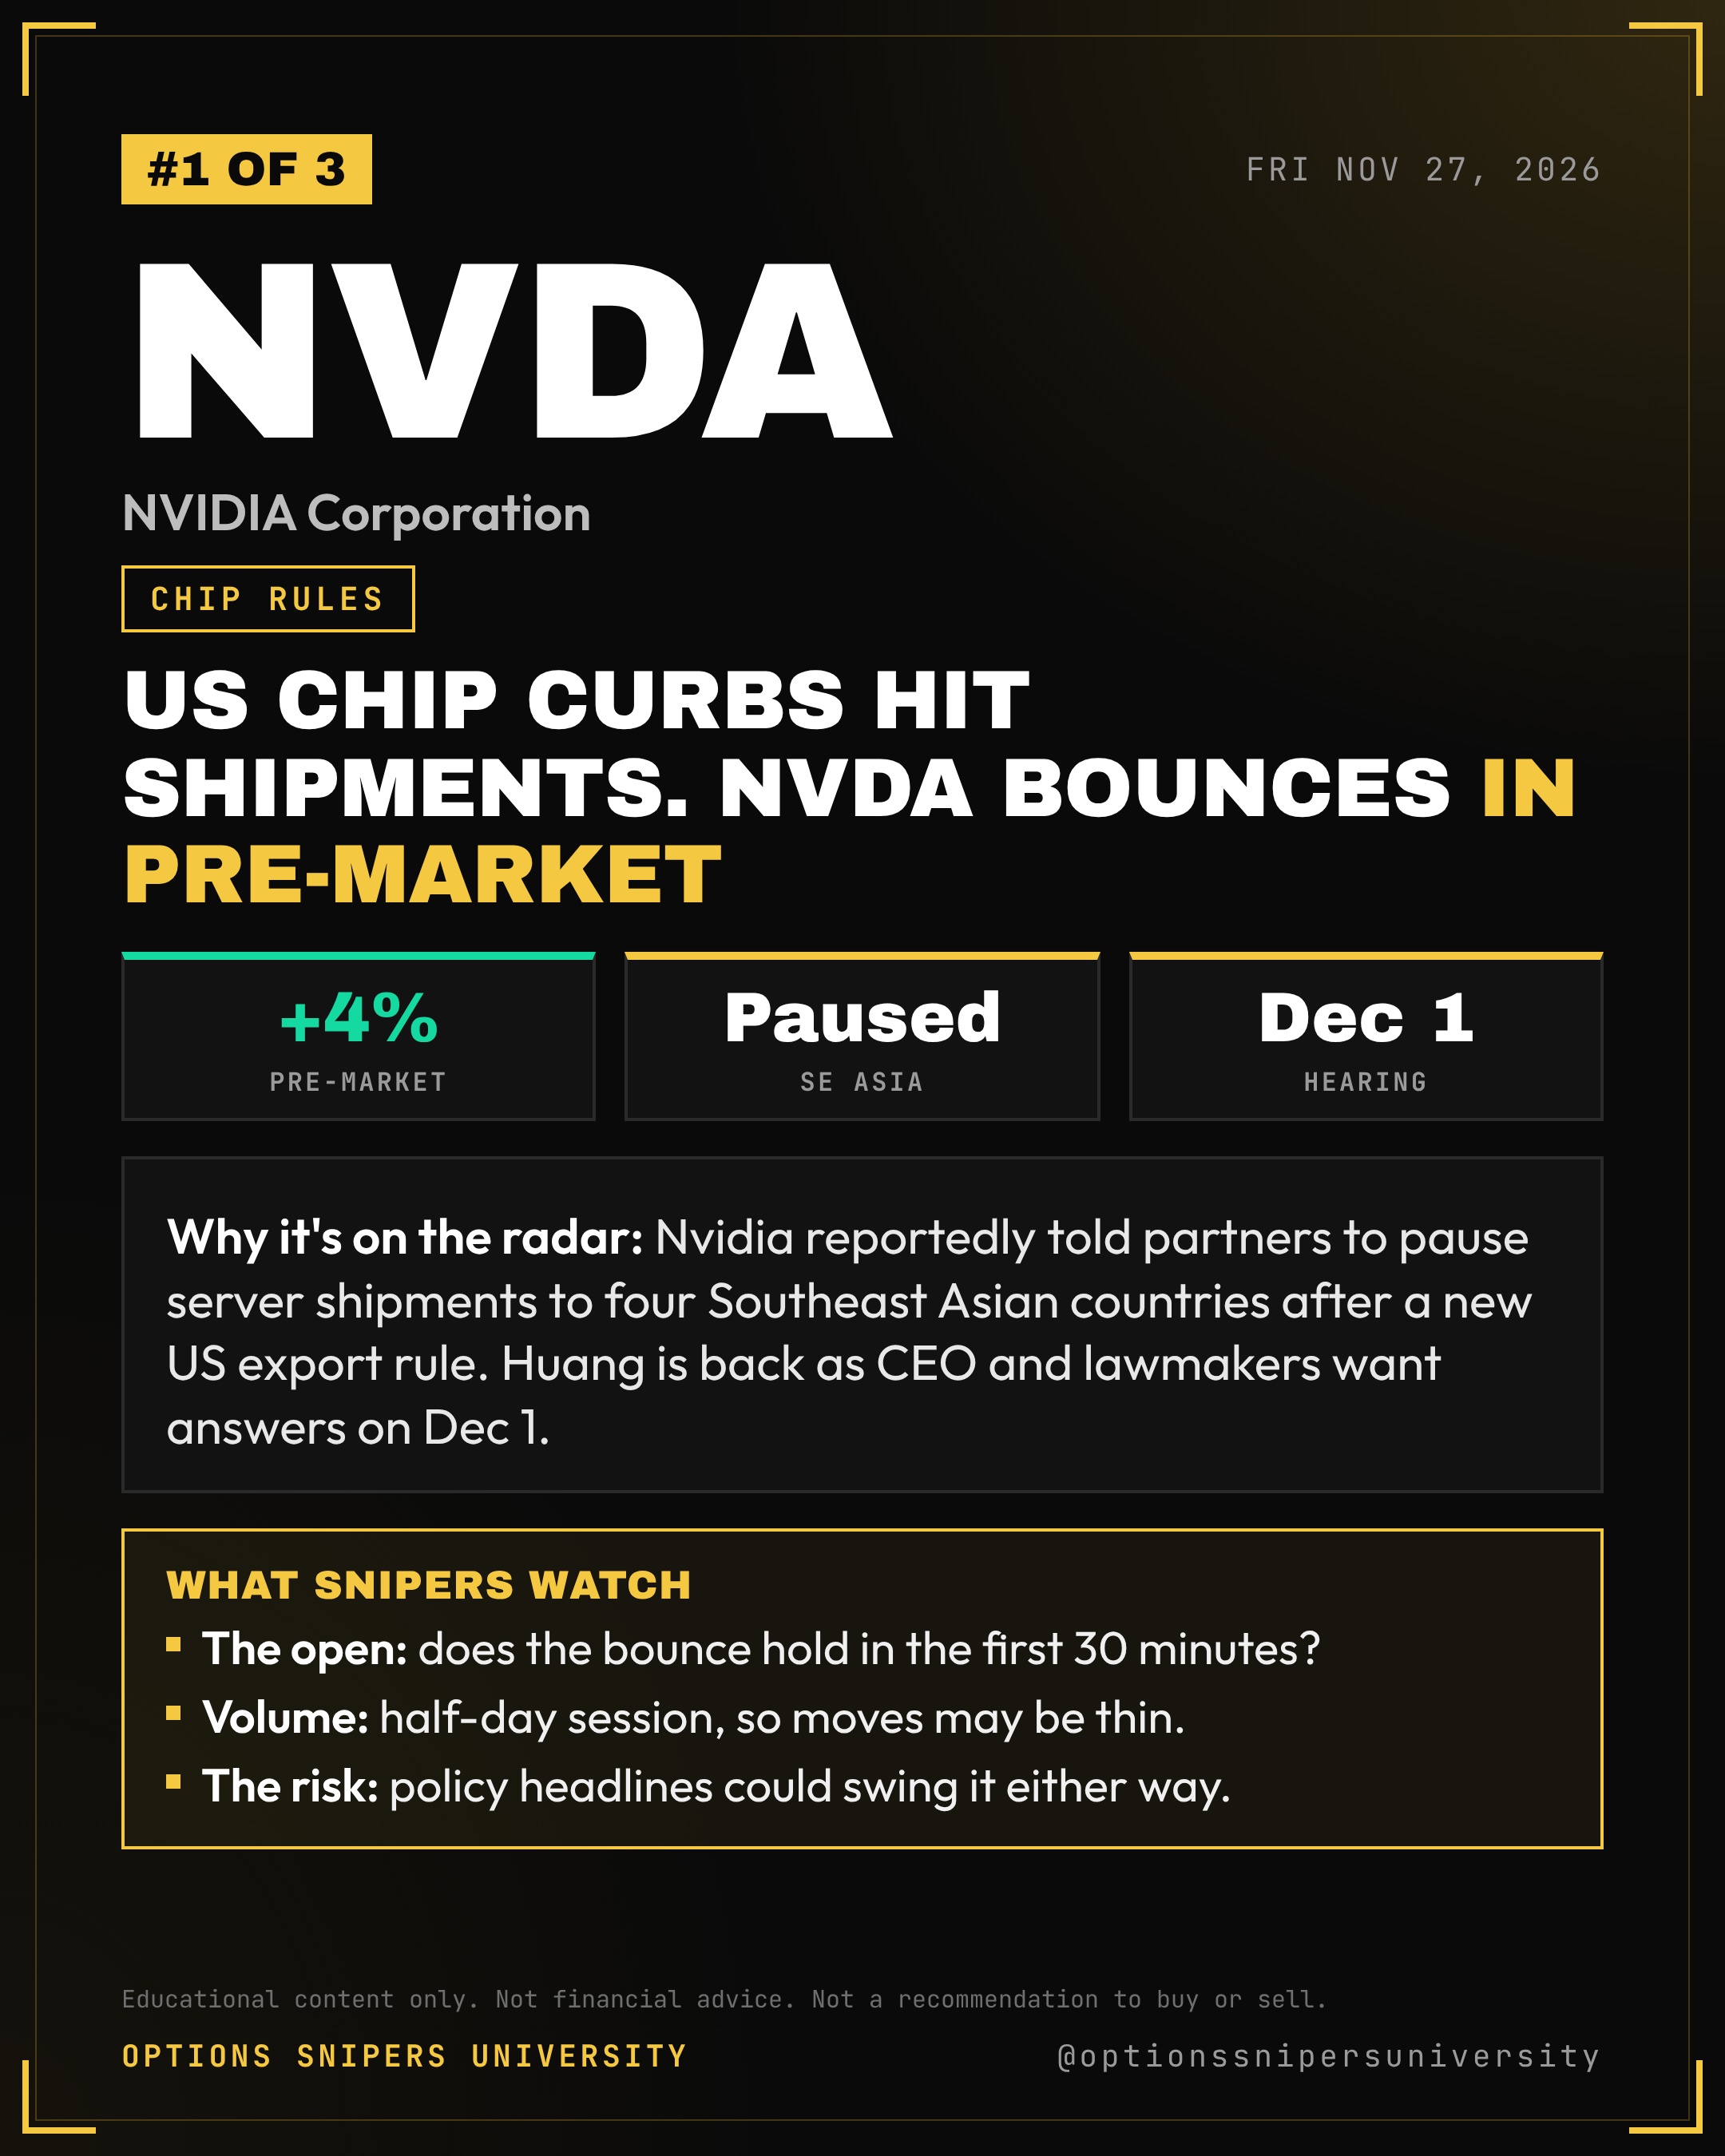 #1 OF 3
FRI NOV 27, 2026
NVDA
NVIDIA Corporation
CHIP RULES
US CHIP CURBS HIT
SHIPMENTS. NVDA BOUNCES IN
PRE-MARKET
+4%
PRE-MARKET
Paused
SE ASIA
Dec 1
HEARING
Why it's on the radar: Nvidia reportedly told partners to pause
server shipments to four Southeast Asian countries after a new
US export rule. Huang is back as CEO and lawmakers want
answers on Dec 1.
WHAT SNIPERS WATCH
The open: does the bounce hold in the first 30 minutes?
Volume: half-day session, so moves may be thin.
The risk: policy headlines could swing it either way.
Educational content only. Not financial advice. Not a recommendation to buy or sell.
OPTIONS SNIPERS UNIVERSITY
@optionssnipersuniversity